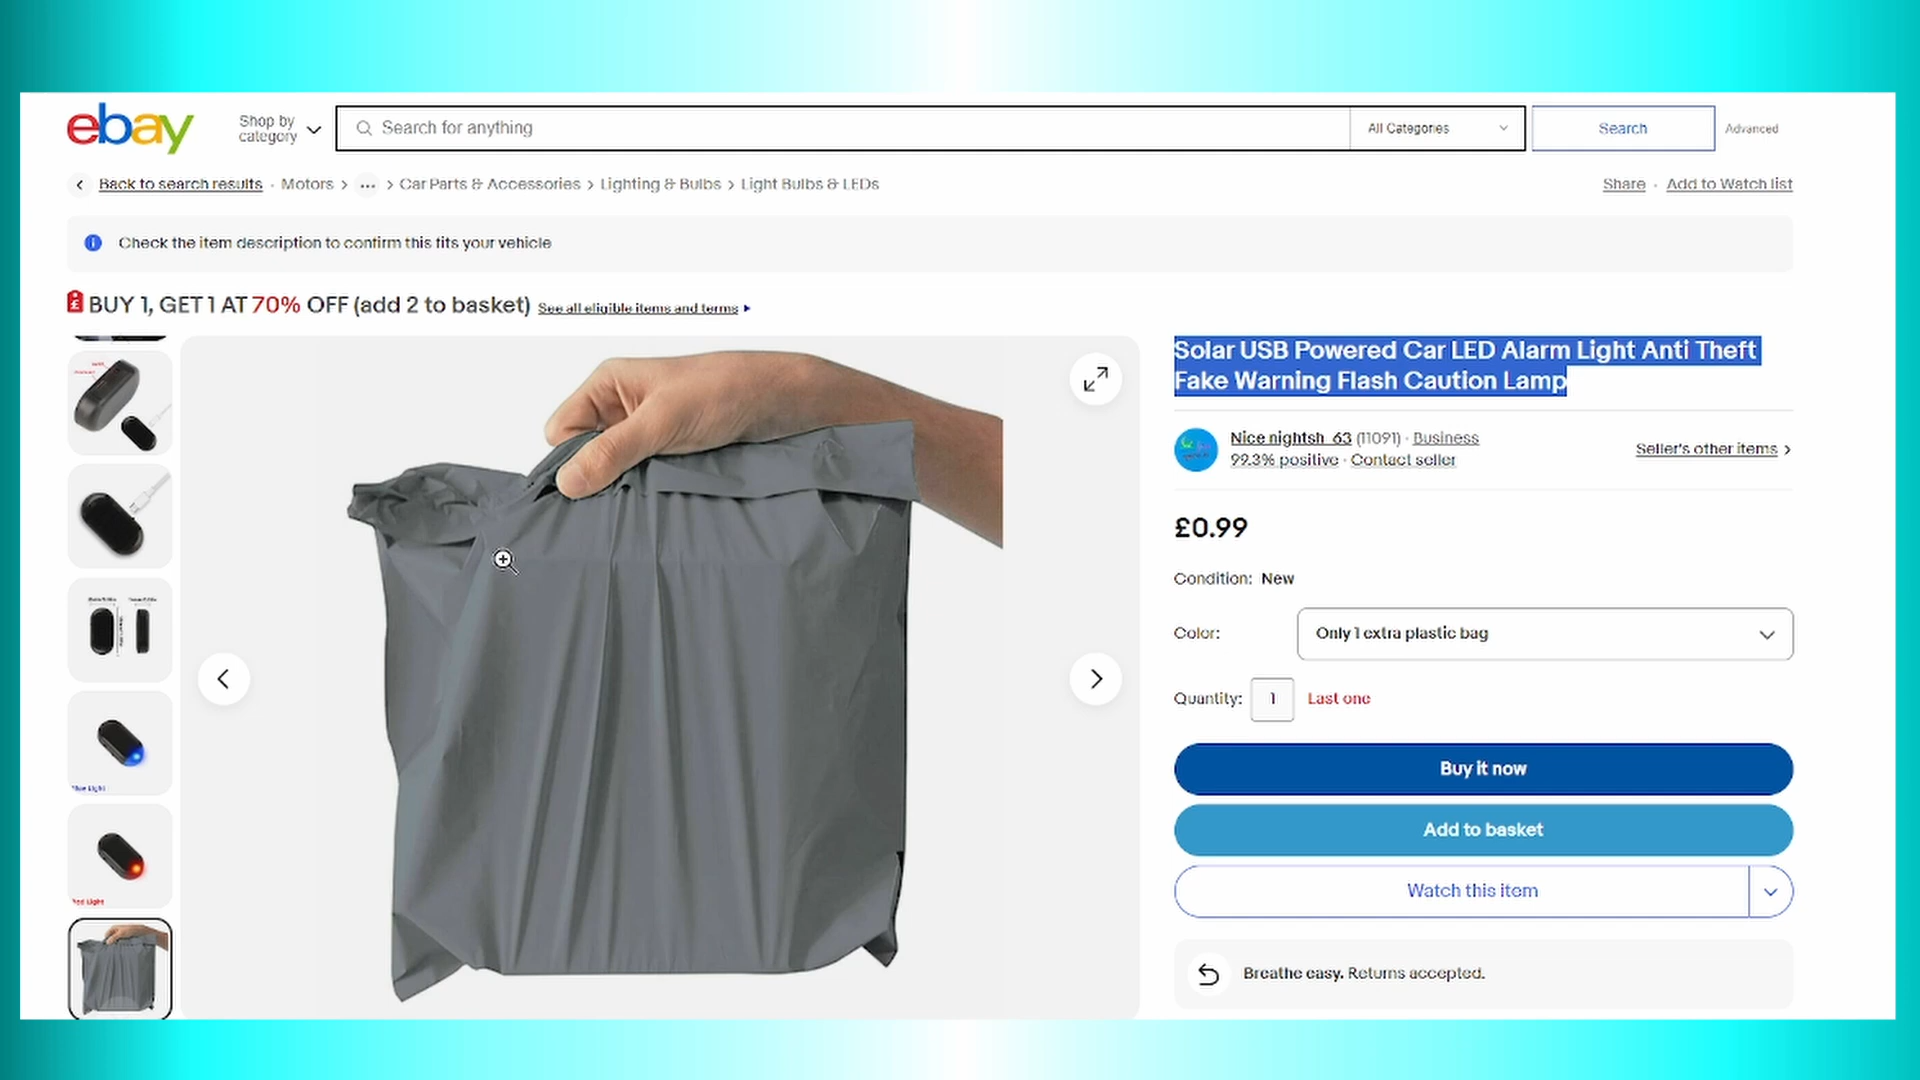 ebay
Shop by
category
Search for anything
All Categories
Search
Advanced
Back to search results · Motors > ... > Car Parts & Accessories > Lighting & Bulbs > Light Bulbs & LEDs
Share · Add to Watch list
Check the item description to confirm this fits your vehicle
BUY 1, GET 1 AT 70% OFF (add 2 to basket) See all eligible items and terms
Solar USB Powered Car LED Alarm Light Anti Theft
Fake Warning Flash Caution Lamp
Nice nightsh_63 (11091) · Business
99.3% positive · Contact seller
Seller's other items
£0.99
Condition: New
Color: Only 1 extra plastic bag
Quantity: 1 Last one
Buy it now
Add to basket
Watch this item
Breathe easy. Returns accepted.
Blue Light
Red Light